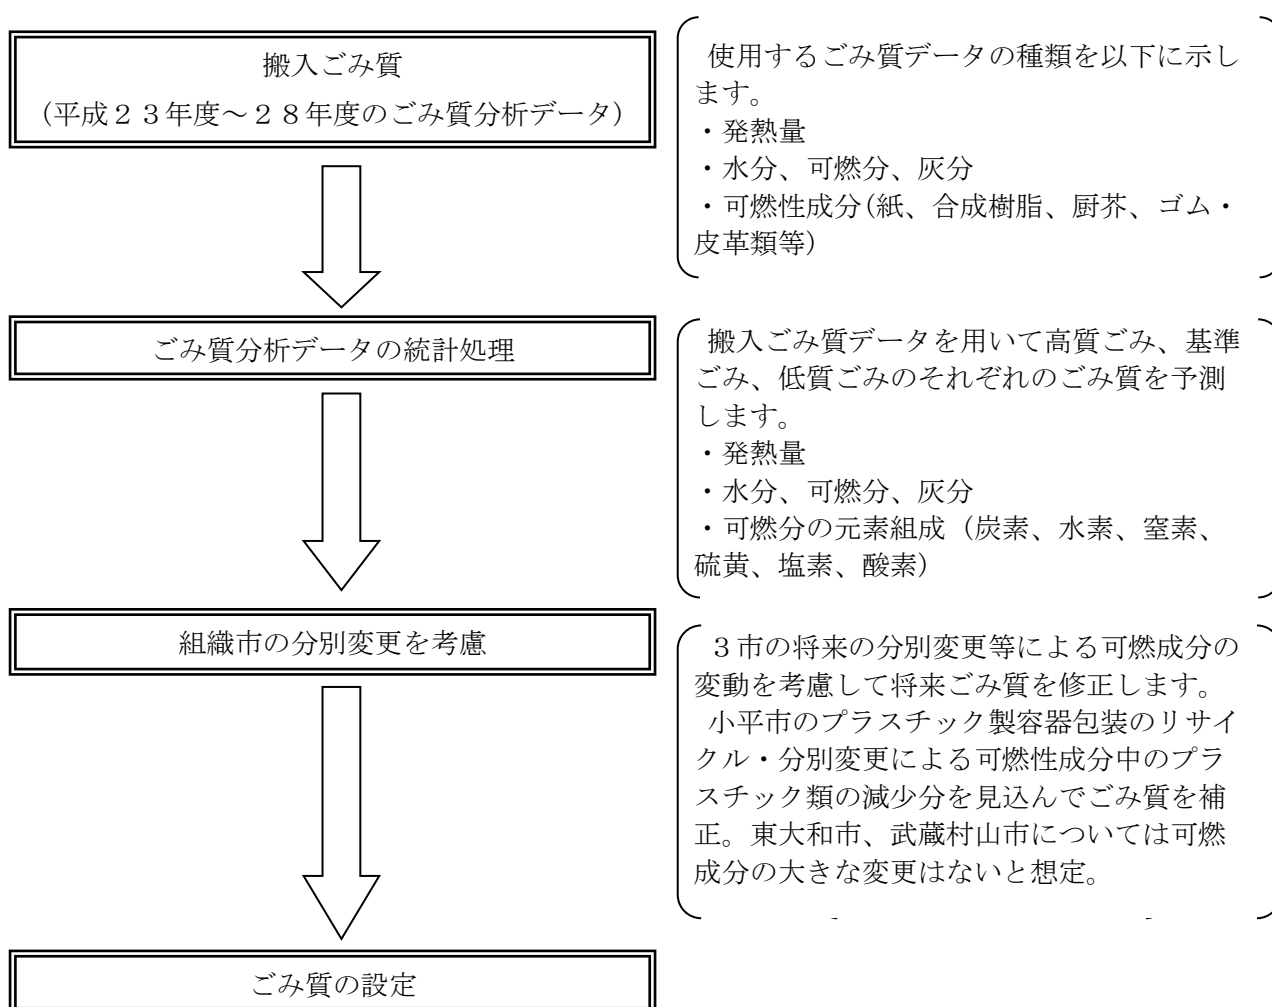 搬入ごみ質
(平成２３年度～２８年度のごみ質分析データ)
使用するごみ質データの種類を以下に示し
ます。
・発熱量
・水分、可燃分、灰分
・可燃性成分(紙、合成樹脂、厨芥、ゴム・
皮革類等)
ごみ質分析データの統計処理
搬入ごみ質データを用いて高質ごみ、基準
ごみ、低質ごみのそれぞれのごみ質を予測
します。
・発熱量
・水分、可燃分、灰分
・可燃分の元素組成（炭素、水素、窒素、
硫黄、塩素、酸素）
組織市の分別変更を考慮
３市の将来の分別変更等による可燃成分の
変動を考慮して将来ごみ質を修正します。
小平市のプラスチック製容器包装のリサイ
クル・分別変更による可燃性成分中のプラ
スチック類の減少分を見込んでごみ質を補
正。東大和市、武蔵村山市については可燃
成分の大きな変更はないと想定。
ごみ質の設定